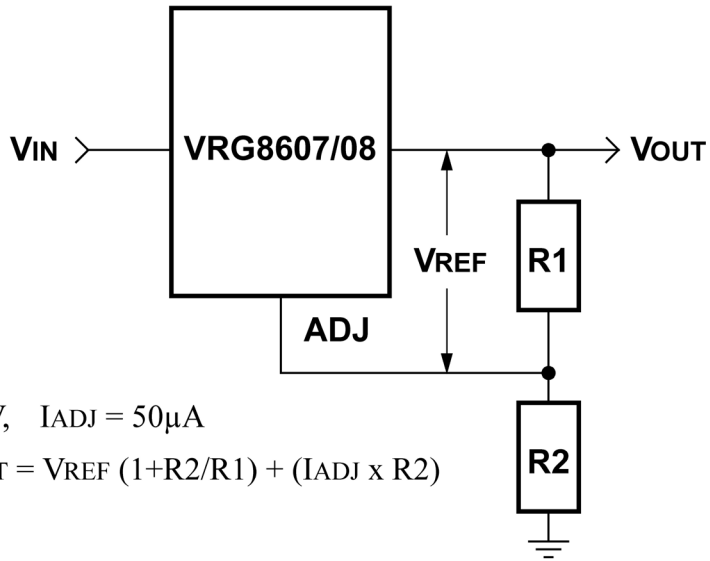 VIN
VRG8607/08
VOUT
VREF
R1
ADJ
R2
, IADJ = 50µA
= VREF (1+R2/R1) + (IADJ x R2)